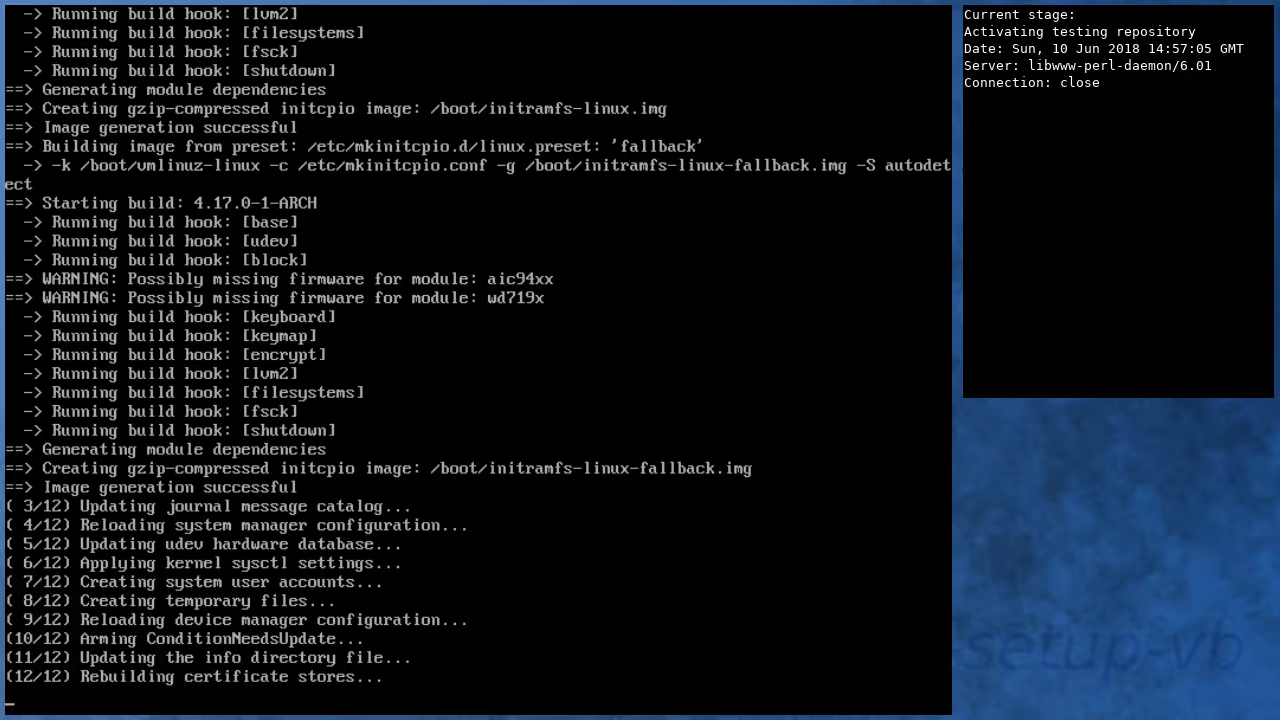 -> Running build hook: [lvm2]
  -> Running build hook: [filesystems]
  -> Running build hook: [fsck]
  -> Running build hook: [shutdown]
==> Generating module dependencies
==> Creating gzip-compressed initcpio image: /boot/initramfs-linux.img
==> Image generation successful
==> Building image from preset: /etc/mkinitcpio.d/linux.preset: 'fallback'
  -> -k /boot/vmlinuz-linux -c /etc/mkinitcpio.conf -g /boot/initramfs-linux-fallback.img -S autodet
ect
==> Starting build: 4.17.0-1-ARCH
  -> Running build hook: [base]
  -> Running build hook: [udev]
  -> Running build hook: [block]
==> WARNING: Possibly missing firmware for module: aic94xx
==> WARNING: Possibly missing firmware for module: wd719x
  -> Running build hook: [keyboard]
  -> Running build hook: [keymap]
  -> Running build hook: [encrypt]
  -> Running build hook: [lvm2]
  -> Running build hook: [filesystems]
  -> Running build hook: [fsck]
  -> Running build hook: [shutdown]
==> Generating module dependencies
==> Creating gzip-compressed initcpio image: /boot/initramfs-linux-fallback.img
==> Image generation successful
( 3/12) Updating journal message catalog...
( 4/12) Reloading system manager configuration...
( 5/12) Updating udev hardware database...
( 6/12) Applying kernel sysctl settings...
( 7/12) Creating system user accounts...
( 8/12) Creating temporary files...
( 9/12) Reloading device manager configuration...
(10/12) Arming ConditionNeedsUpdate...
(11/12) Updating the info directory file...
(12/12) Rebuilding certificate stores...
Current stage:
Activating testing repository
Date: Sun, 10 Jun 2018 14:57:05 GMT
Server: libwww-perl-daemon/6.01
Connection: close
setup-vb